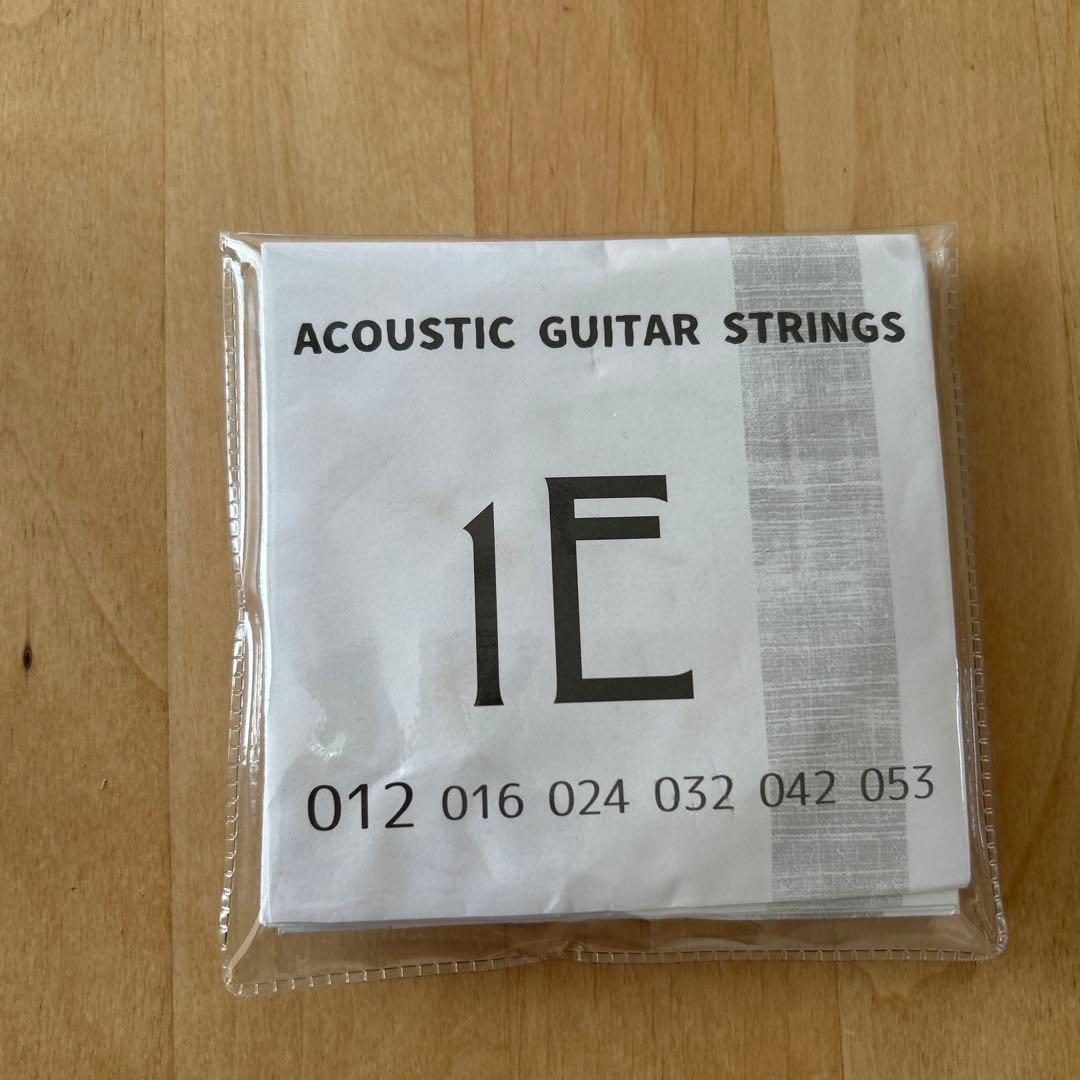 ACOUSTIC GUITAR STRINGS
1E
012 016 024 032 042 053